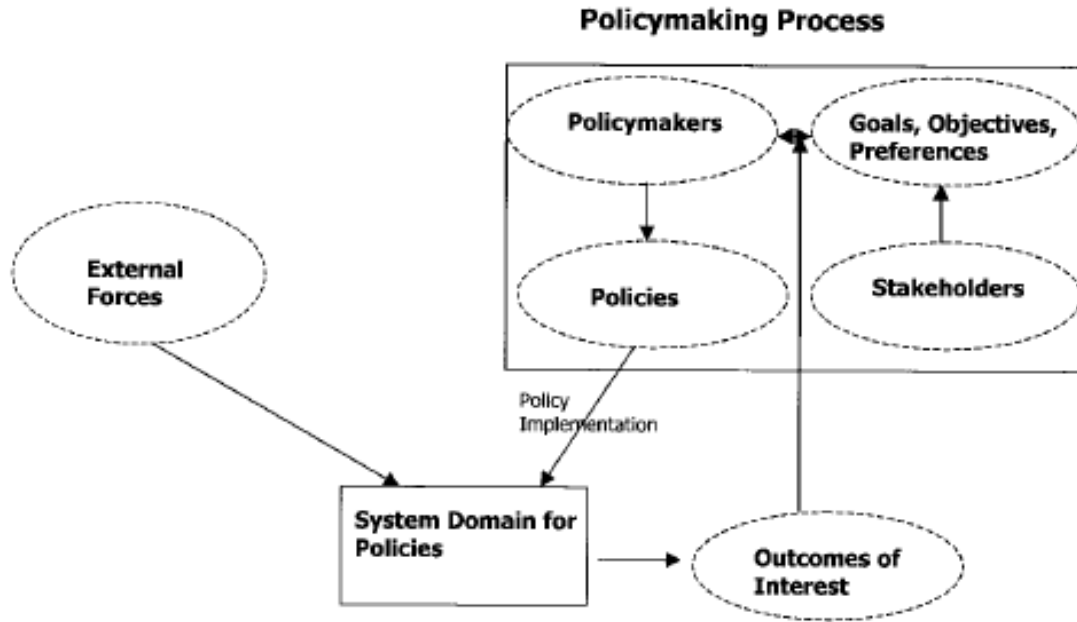 Policymaking Process
Policymakers
Goals, Objectives,
Preferences
External
Forces
Policies
Stakeholders
Policy
Implementation
System Domain for
Policies
Outcomes of
Interest